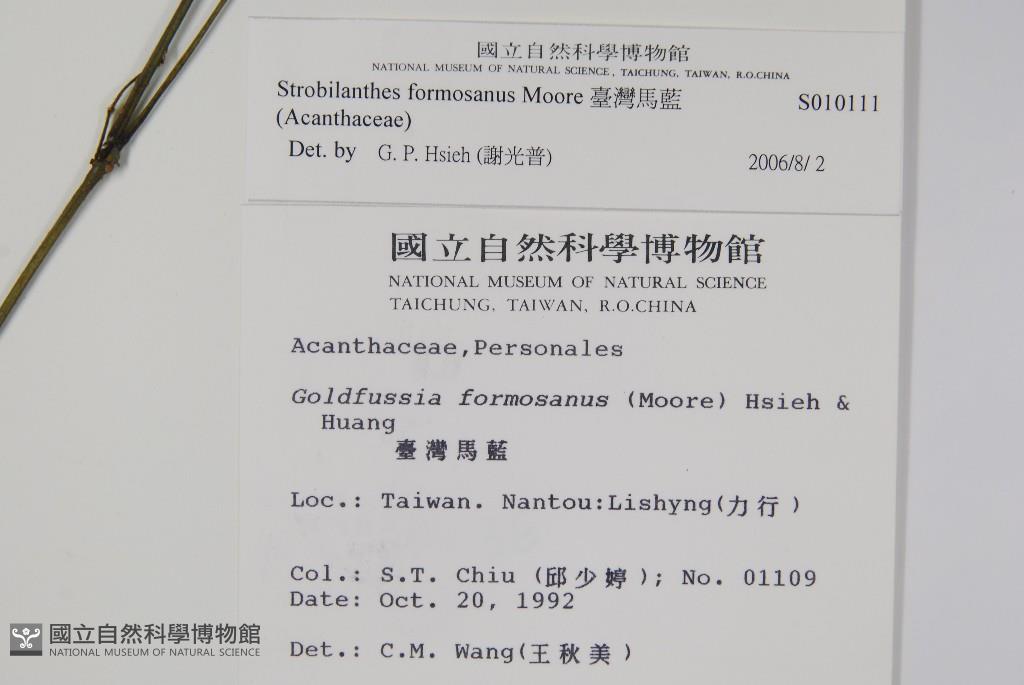 國立自然科學博物館
NATIONAL MUSEUM OF NATURAL SCIENCE, TAICHUNG, TAIWAN, R.O.CHINA
Strobilanthes formosanus Moore 臺灣馬藍 S010111
(Acanthaceae)
Det. by G. P. Hsieh (謝光普) 2006/8/ 2
國立自然科學博物館
NATIONAL MUSEUM OF NATURAL SCIENCE
TAICHUNG, TAIWAN, R.O.CHINA
Acanthaceae,Personales
Goldfussia formosanus (Moore) Hsieh &
Huang
臺灣馬藍
Loc.: Taiwan. Nantou:Lishyng(力行)
Col.: S.T. Chiu (邱少婷); No. 01109
Date: Oct. 20, 1992
Det.: C.M. Wang(王秋美)
國立自然科學博物館
NATIONAL MUSEUM OF NATURAL SCIENCE